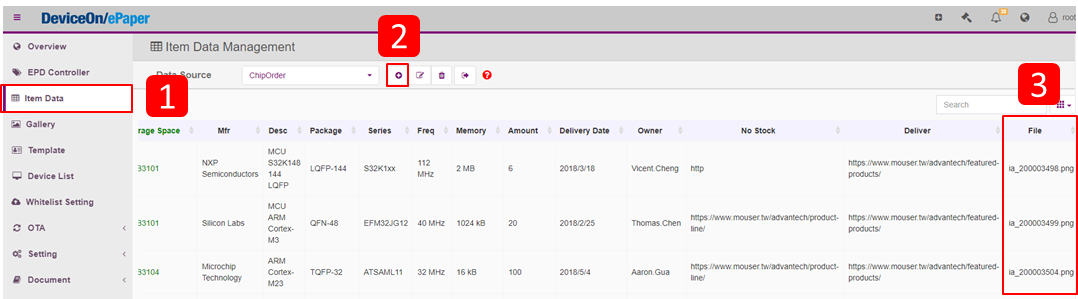 DeviceOn/ePaper
35
root
2
Overview
Item Data Management
EPD Controller
Data Source
ChipOrder
?
1
3
Item Data
Search
Gallery
rage Space Mfr Desc Package Series Freq Memory Amount Delivery Date Owner No Stock Deliver File
Template
Device List
Whitelist Setting
OTA
Setting
Document
33101
NXP
Semiconductors
MCU
S32K148
144
LQFP
LQFP-144
S32K1xx
112
MHz
2 MB
6
2018/3/18
Vicent.Cheng
http
https://www.mouser.tw/advantech/featured-
products/
ia_200003498.png
33101
Silicon Labs
MCU
ARM
Cortex-
M3
QFN-48
EFM32JG12
40 MHz
1024 kB
20
2018/2/25
Thomas.Chen
https://www.mouser.tw/advantech/product-
line/
https://www.mouser.tw/advantech/featured-
products/
ia_200003499.png
33104
Microchip
Technology
ARM
Cortex-
M23
TQFP-32
ATSAML11
32 MHz
16 kB
100
2018/5/4
Aaron.Gua
https://www.mouser.tw/advantech/product-
line/
https://www.mouser.tw/advantech/featured-
products/
ia_200003504.png